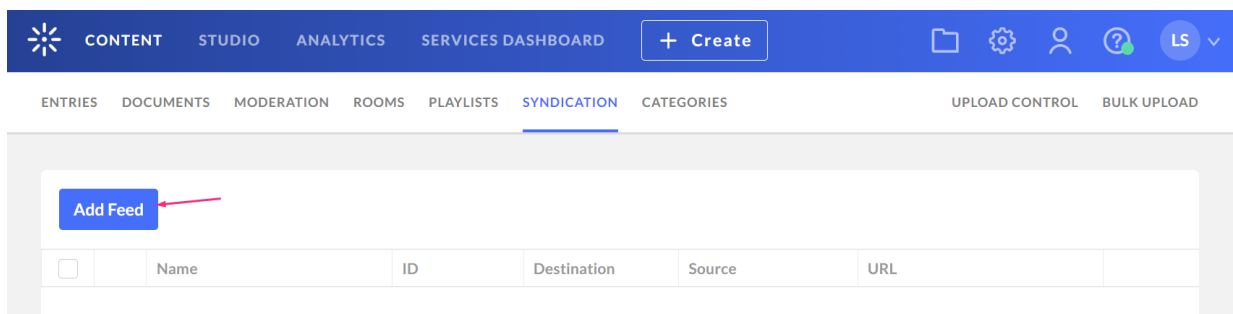 CONTENT STUDIO ANALYTICS SERVICES DASHBOARD + Create LS
ENTRIES DOCUMENTS MODERATION ROOMS PLAYLISTS SYNDICATION CATEGORIES UPLOAD CONTROL BULK UPLOAD
Add Feed
Name ID Destination Source URL